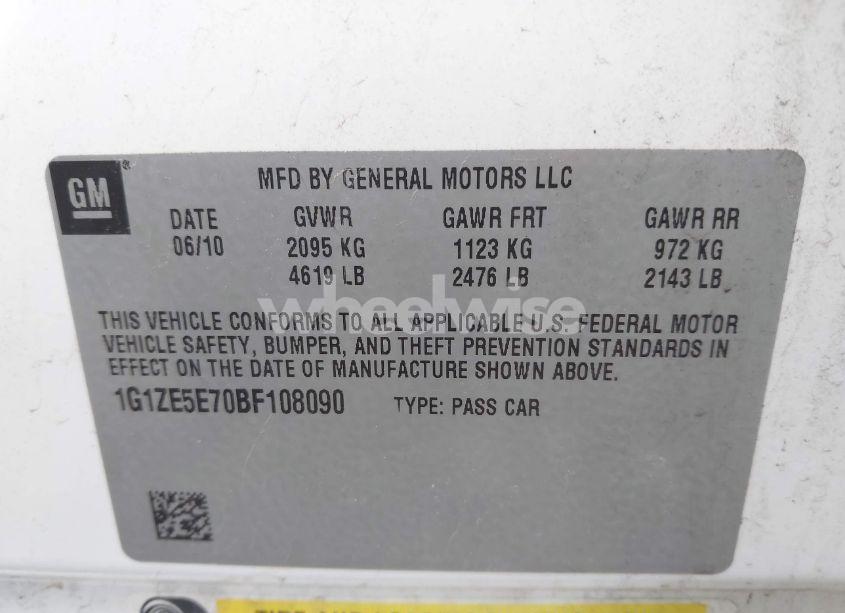 GM
MFD BY GENERAL MOTORS LLC
DATE GVWR GAWR FRT GAWR RR
06/10 2095 KG 1123 KG 972 KG
4619 LB 2476 LB 2143 LB
wheelwise
THIS VEHICLE CONFORMS TO ALL APPLICABLE U.S. FEDERAL MOTOR
VEHICLE SAFETY, BUMPER, AND THEFT PREVENTION STANDARDS IN
EFFECT ON THE DATE OF MANUFACTURE SHOWN ABOVE.
1G1ZE5E70BF108090 TYPE: PASS CAR